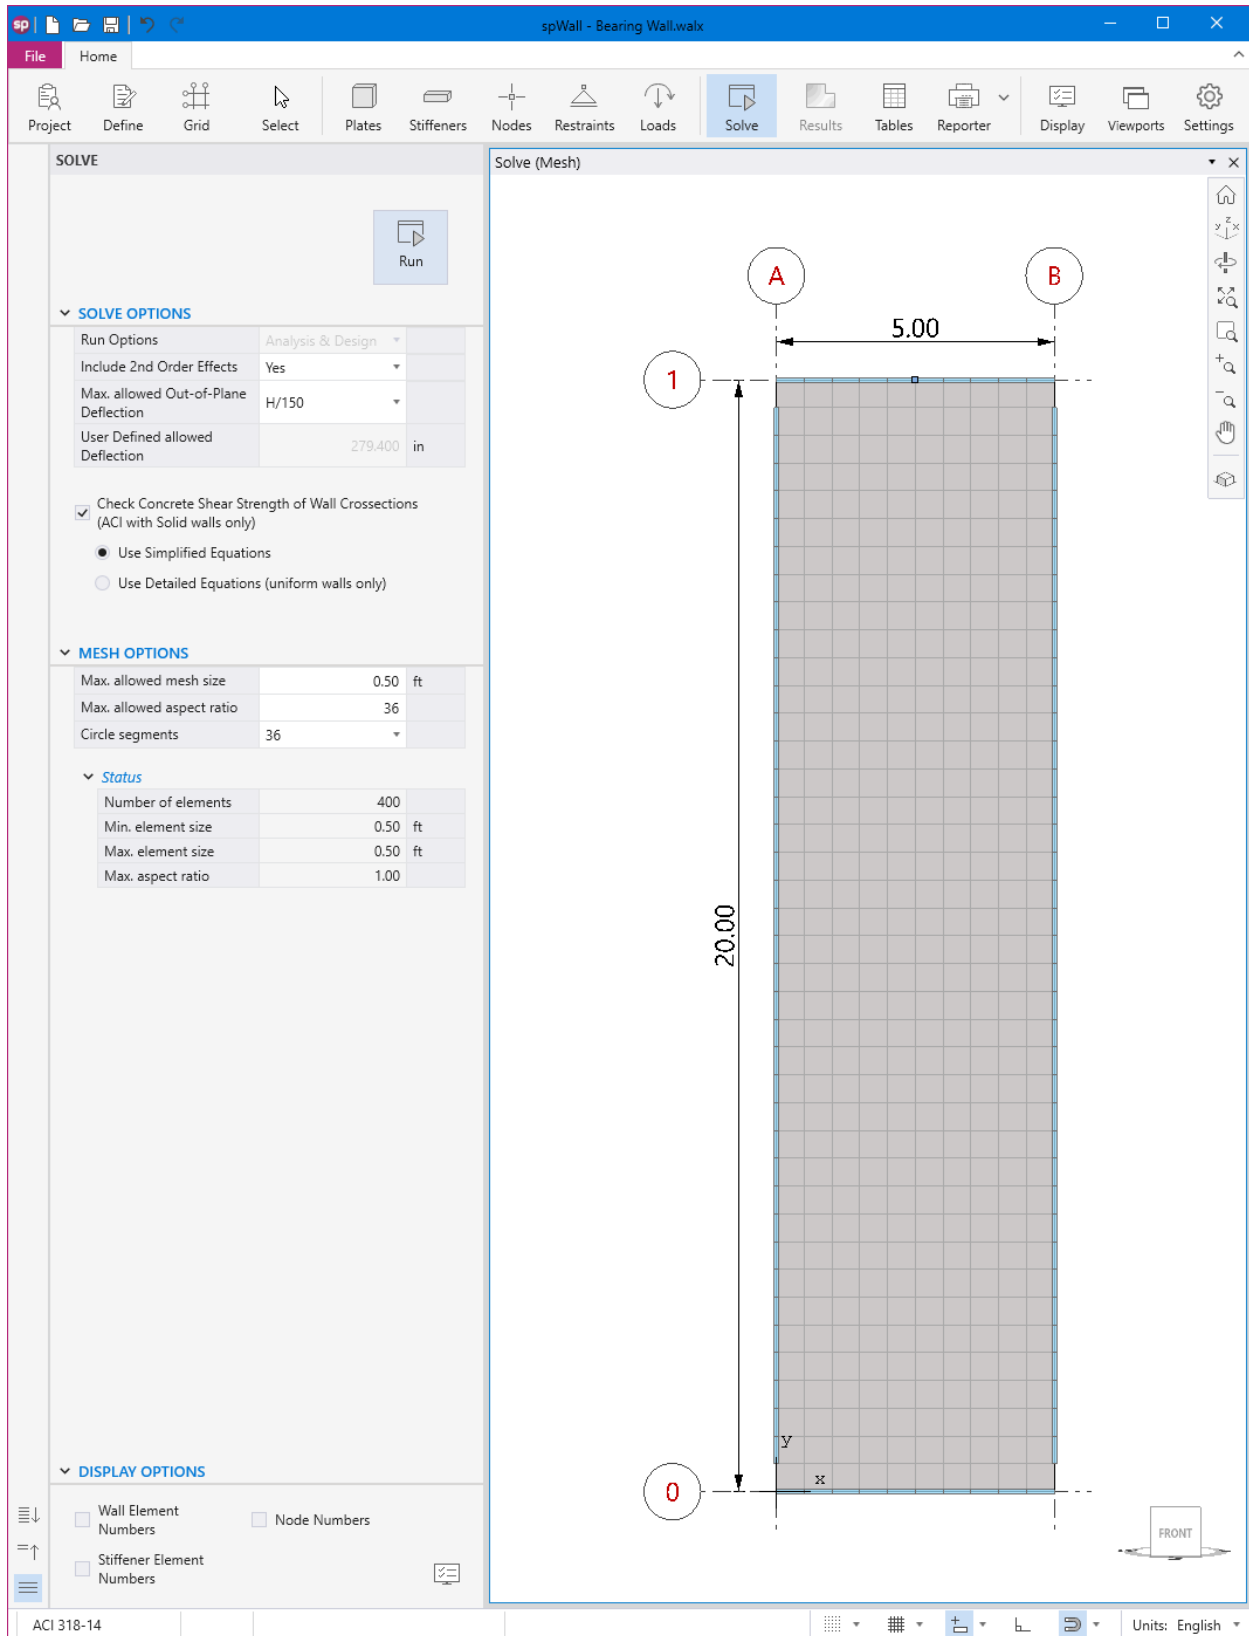 sp
spWall - Bearing Wall.walx
File Home
Project Define Grid Select Plates Stiffeners Nodes Restraints Loads Solve Results Tables Reporter Display Viewports Settings
SOLVE
Run
SOLVE OPTIONS
Run Options Analysis & Design
Include 2nd Order Effects Yes
Max. allowed Out-of-Plane
Deflection H/150
User Defined allowed
Deflection 279.400 in
Check Concrete Shear Strength of Wall Crossections
(ACI with Solid walls only)
Use Simplified Equations
Use Detailed Equations (uniform walls only)
MESH OPTIONS
Max. allowed mesh size 0.50 ft
Max. allowed aspect ratio 36
Circle segments 36
Status
Number of elements 400
Min. element size 0.50 ft
Max. element size 0.50 ft
Max. aspect ratio 1.00
DISPLAY OPTIONS
Wall Element
Numbers
Node Numbers
Stiffener Element
Numbers
Solve (Mesh)
A B
5.00
1
20.00
y
x
0
z
y x
FRONT
ACI 318-14
Units: English